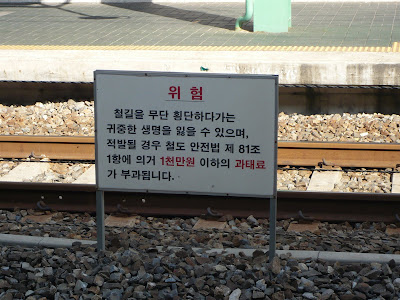 위 험
철길을 무단 횡단하다가는
귀중한 생명을 잃을 수 있으며,
적발될 경우 철도 안전법 제 81조
1항에 의거 1천만원 이하의 과태료
가 부과됩니다.